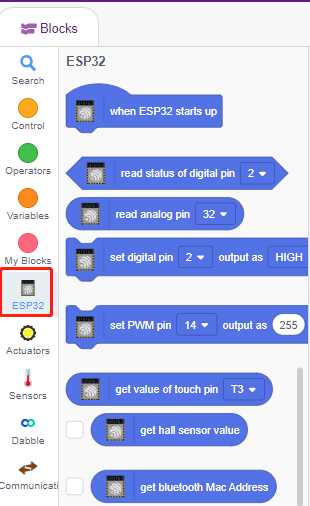 Blocks
Search
Control
Operators
Variables
My Blocks
ESP32
Actuators
Sensors
Dabble
Communicati
ESP32
when ESP32 starts up
read status of digital pin 2
read analog pin 32
set digital pin 2 output as HIGH
set PWM pin 14 output as 255
get value of touch pin T3
get hall sensor value
get bluetooth Mac Address